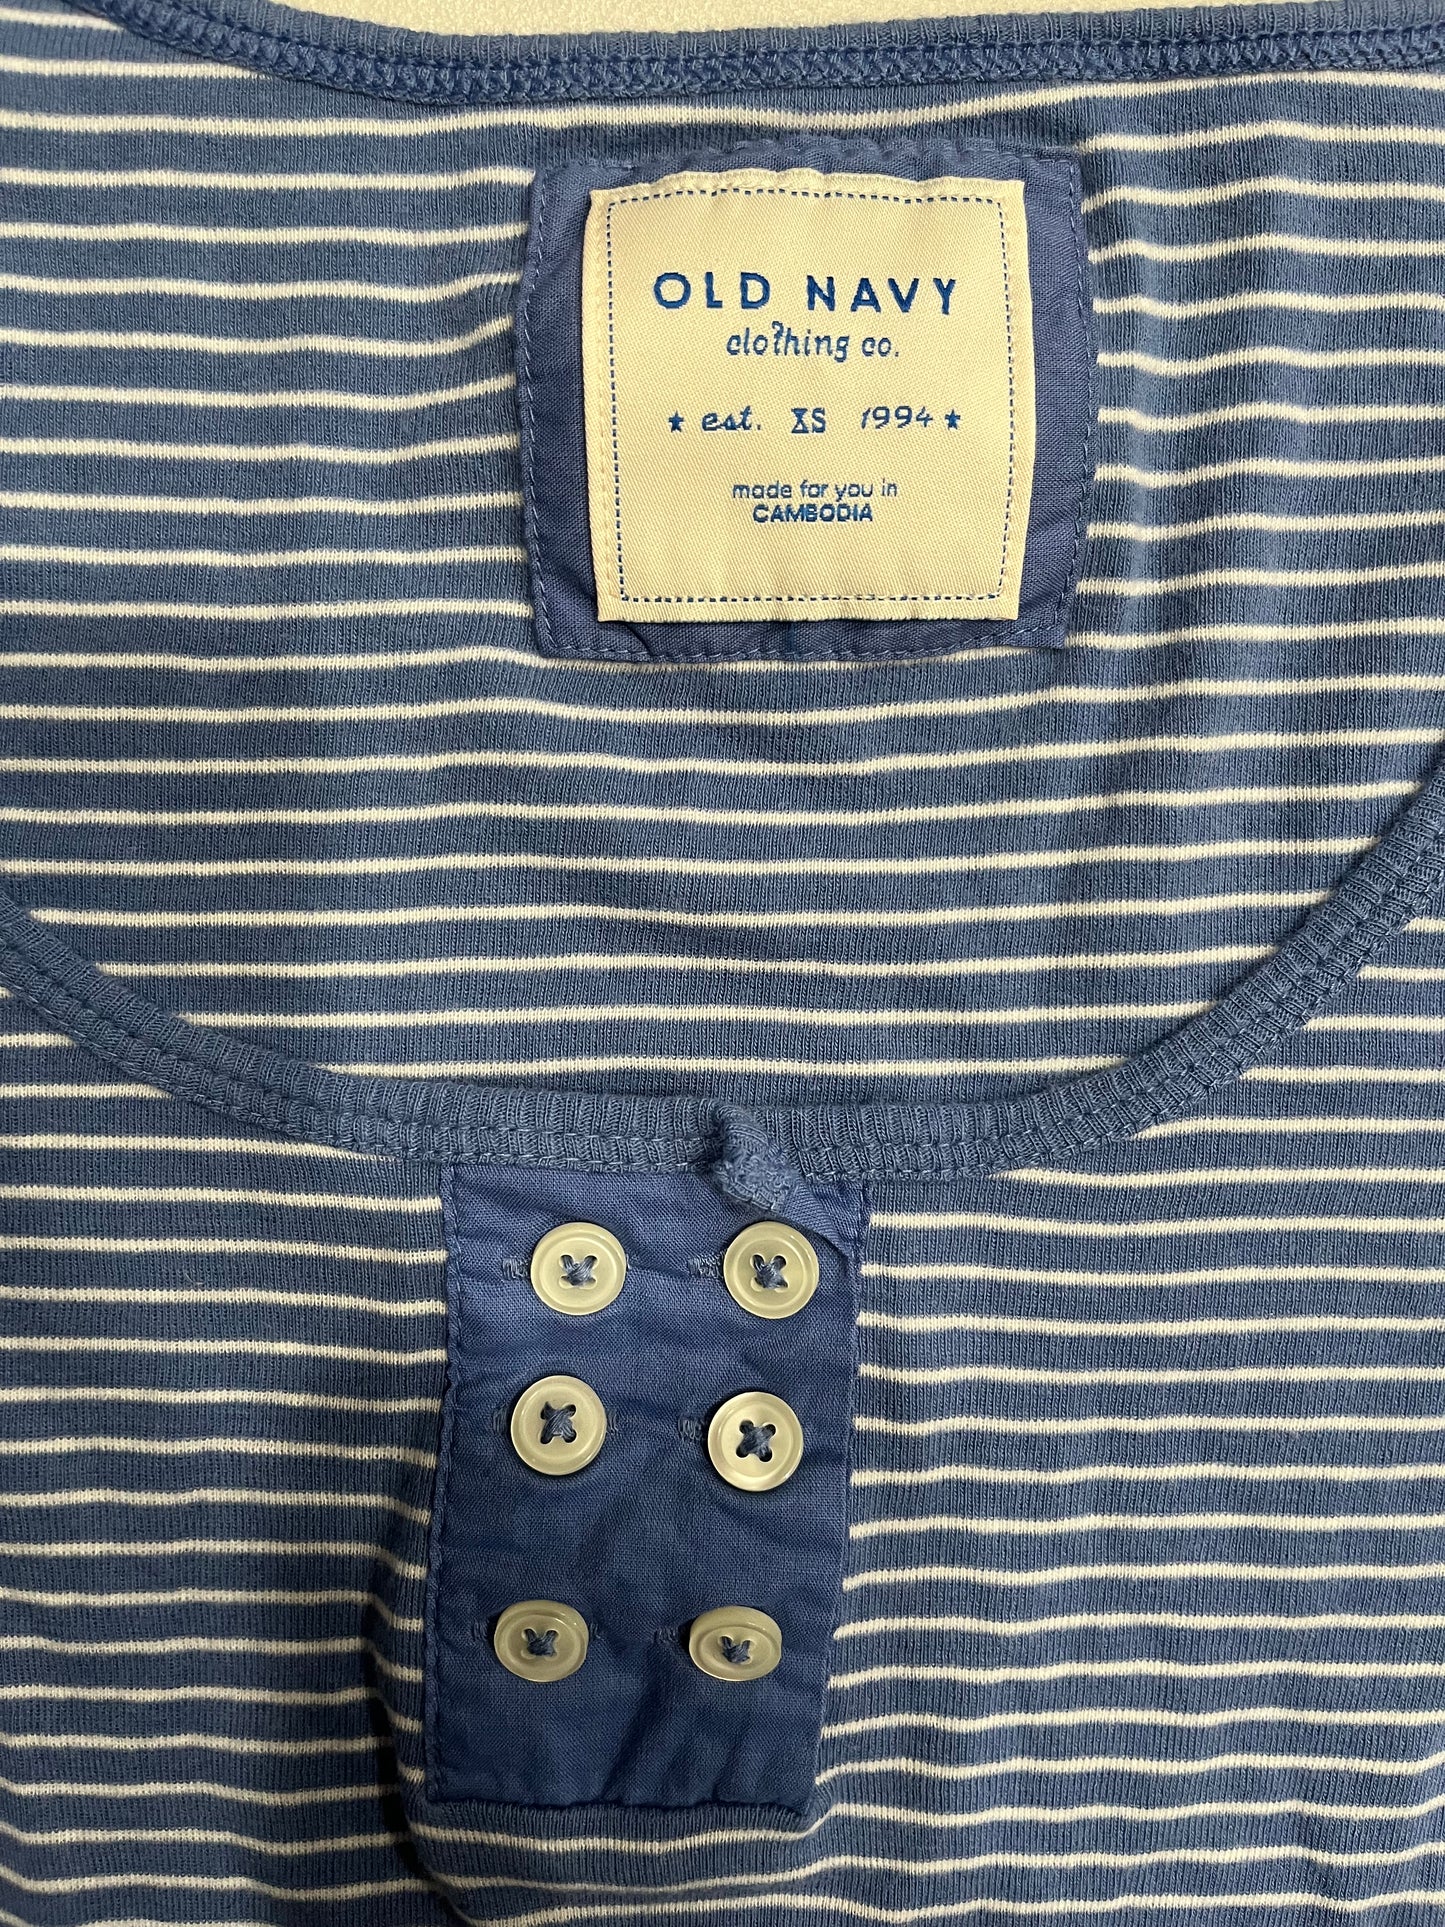 OLD NAVY
clothing co.
★ est. XS 1994 ★
made for you in
CAMBODIA